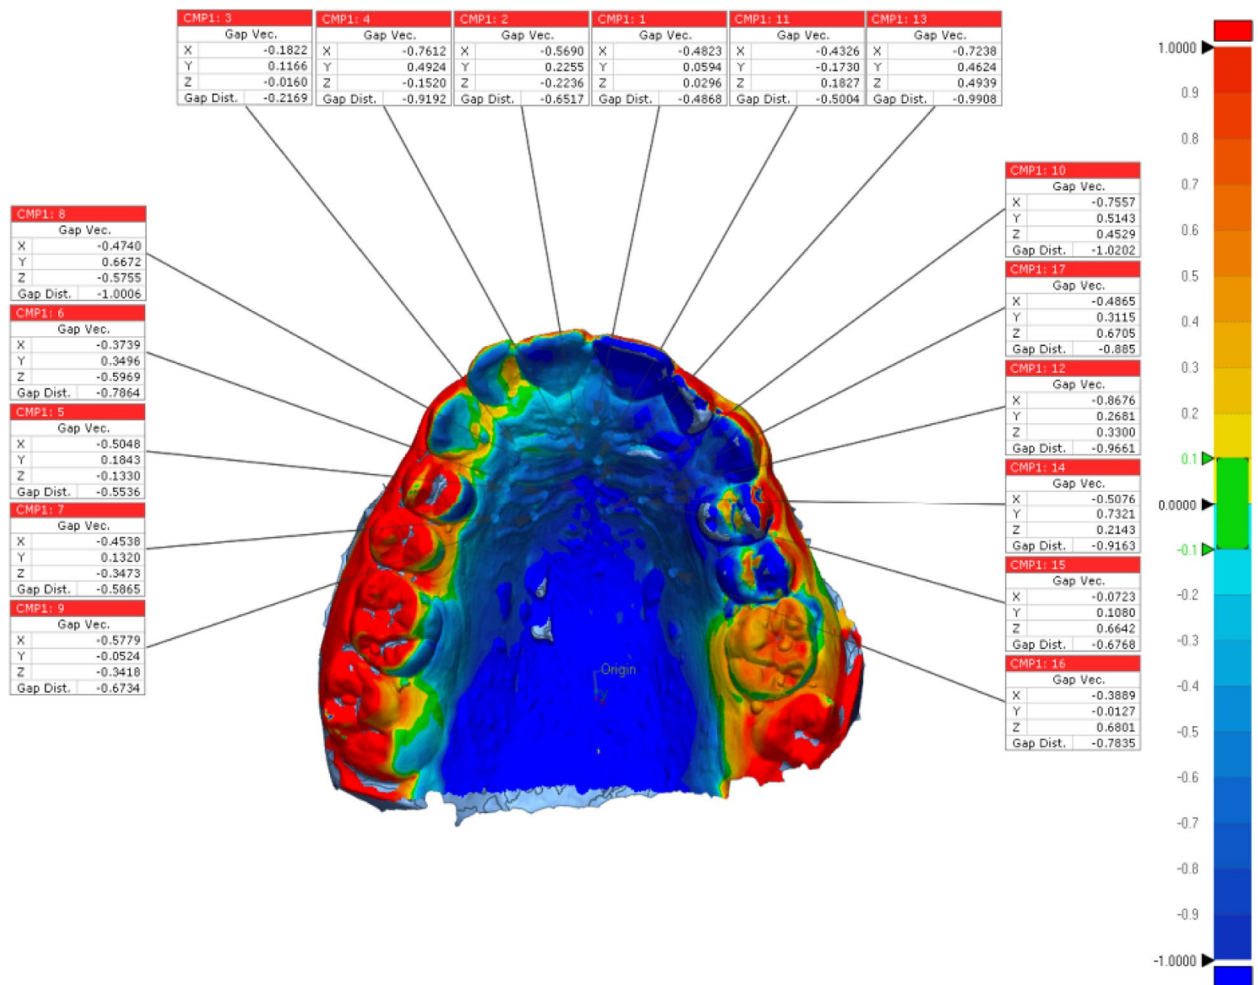 CMP1: 3
Gap Vec.
X -0.1822
Y 0.1166
Z -0.0160
Gap Dist. -0.2169
CMP1: 4
Gap Vec.
X -0.7612
Y 0.4924
Z -0.1520
Gap Dist. -0.9192
CMP1: 2
Gap Vec.
X -0.5690
Y 0.2255
Z -0.2236
Gap Dist. -0.6517
CMP1: 1
Gap Vec.
X -0.4823
Y 0.0594
Z 0.0296
Gap Dist. -0.4868
CMP1: 11
Gap Vec.
X -0.4326
Y -0.1730
Z 0.1827
Gap Dist. -0.5004
CMP1: 13
Gap Vec.
X -0.7238
Y 0.4624
Z 0.4939
Gap Dist. -0.9908
CMP1: 8
Gap Vec.
X -0.4740
Y 0.6672
Z -0.5755
Gap Dist. -1.0006
CMP1: 6
Gap Vec.
X -0.3739
Y 0.3496
Z -0.5969
Gap Dist. -0.7864
CMP1: 5
Gap Vec.
X -0.5048
Y 0.1843
Z -0.1330
Gap Dist. -0.5536
CMP1: 7
Gap Vec.
X -0.4538
Y 0.1320
Z -0.3473
Gap Dist. -0.5865
CMP1: 9
Gap Vec.
X -0.5779
Y -0.0524
Z -0.3418
Gap Dist. -0.6734
CMP1: 10
Gap Vec.
X -0.7557
Y 0.5143
Z 0.4529
Gap Dist. -1.0202
CMP1: 17
Gap Vec.
X -0.4865
Y 0.3115
Z 0.6705
Gap Dist. -0.885
CMP1: 12
Gap Vec.
X -0.8676
Y 0.2681
Z 0.3300
Gap Dist. -0.9661
CMP1: 14
Gap Vec.
X -0.5076
Y 0.7321
Z 0.2143
Gap Dist. -0.9163
CMP1: 15
Gap Vec.
X -0.0723
Y 0.1080
Z 0.6642
Gap Dist. -0.6768
CMP1: 16
Gap Vec.
X -0.3889
Y -0.0127
Z 0.6801
Gap Dist. -0.7835
Origin
Y
1.0000
0.9
0.8
0.7
0.6
0.5
0.4
0.3
0.2
0.1
0.0000
-0.1
-0.2
-0.3
-0.4
-0.5
-0.6
-0.7
-0.8
-0.9
-1.0000